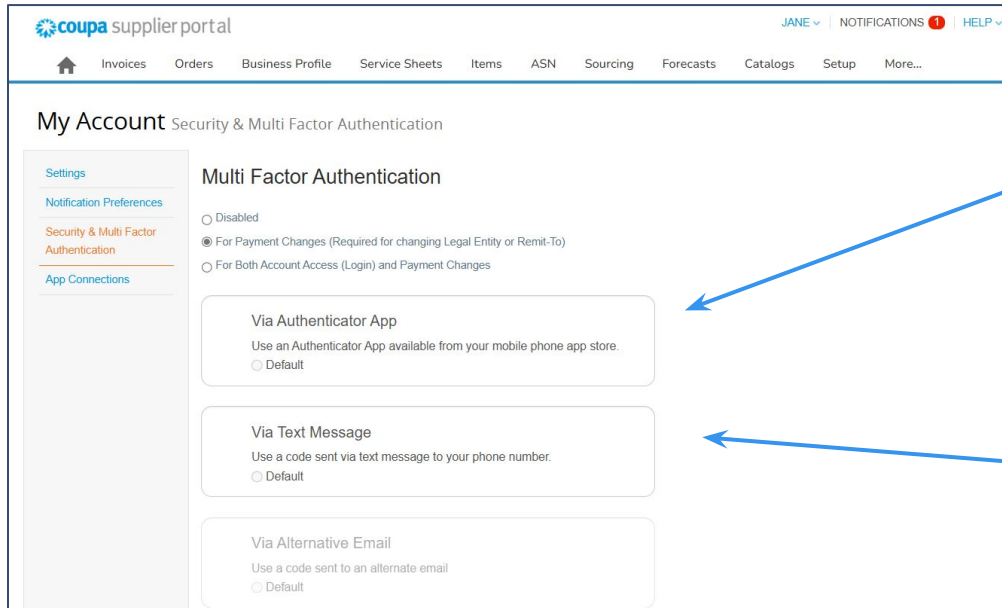 coupa supplier portal
JANE NOTIFICATIONS 1 HELP
Invoices Orders Business Profile Service Sheets Items ASN Sourcing Forecasts Catalogs Setup More...
My Account Security & Multi Factor Authentication
Settings
Notification Preferences
Security & Multi Factor
Authentication
App Connections
Multi Factor Authentication
Disabled
For Payment Changes (Required for changing Legal Entity or Remit-To)
For Both Account Access (Login) and Payment Changes
Via Authenticator App
Use an Authenticator App available from your mobile phone app store.
Default
Via Text Message
Use a code sent via text message to your phone number.
Default
Via Alternative Email
Use a code sent to an alternate email
Default